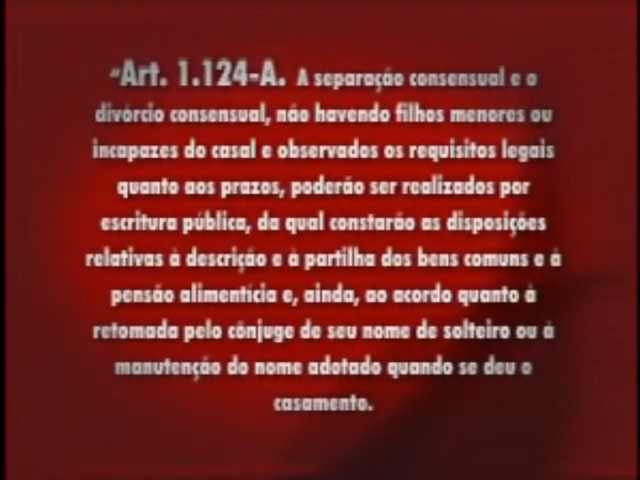 "Art. 1.124-A. A separação consensual e o
divórcio consensual, não havendo filhos menores ou
incapazes do casal e observados os requisitos legais
quanto aos prazos, poderão ser realizados por
escritura pública, da qual constarão as disposições
relativas à descrição e à partilha dos bens comuns e à
pensão alimentícia e, ainda, ao acordo quanto à
retomada pelo cônjuge de seu nome de solteiro ou à
manutenção do nome adotado quando se deu o
casamento.